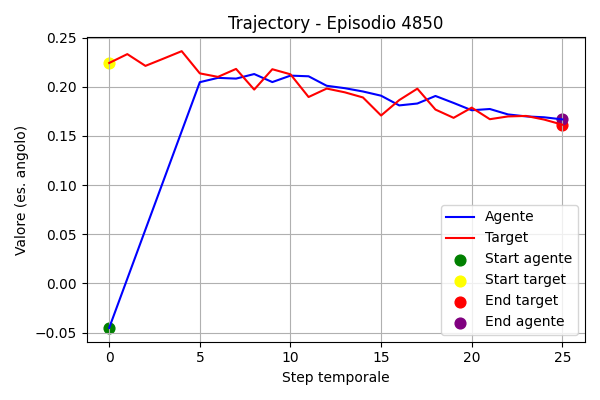 Trajectory - Episodio 4850
Valore (es. angolo)
0.25
0.20
0.15
0.10
0.05
0.00
−0.05
0
5
10
15
20
25
Step temporale
Agente
Target
Start agente
Start target
End target
End agente